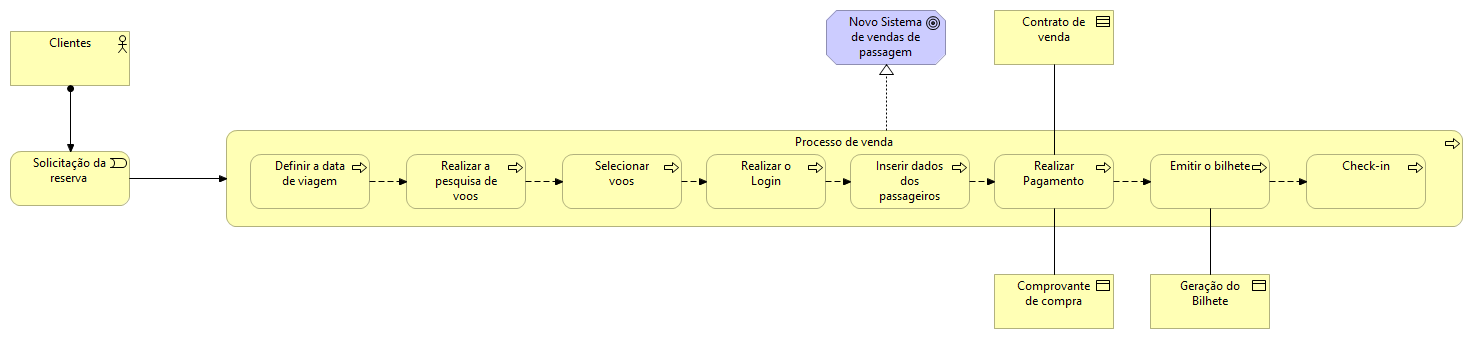 Novo Sistema
de vendas de
passagem
Contrato de
venda
Clientes
Solicitação da
reserva
Processo de venda
Definir a data
de viagem
Realizar a
pesquisa de
voos
Selecionar
voos
Realizar o
Login
Inserir dados
dos
passageiros
Realizar
Pagamento
Emitir o bilhete
Check-in
Comprovante
de compra
Geração do
Bilhete